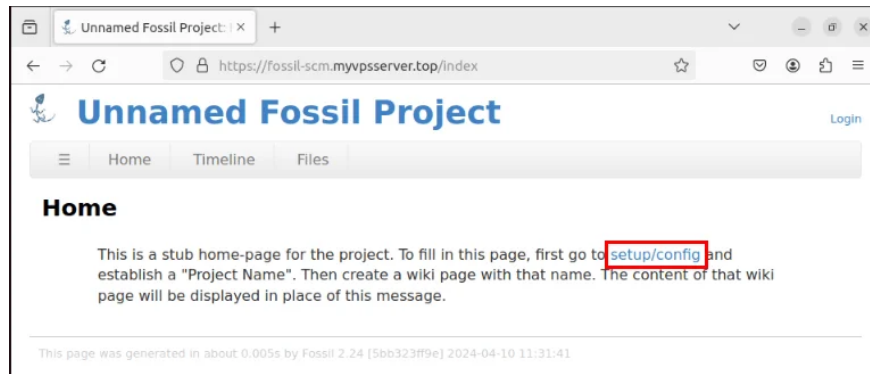 Unnamed Fossil Project:
https://fossil-scm.myvpsserver.top/index
Unnamed Fossil Project
Login
Home Timeline Files
Home
This is a stub home-page for the project. To fill in this page, first go to setup/config and
establish a "Project Name". Then create a wiki page with that name. The content of that wiki
page will be displayed in place of this message.
This page was generated in about 0.005s by Fossil 2.24 [5bb323ff9e] 2024-04-10 11:31:41